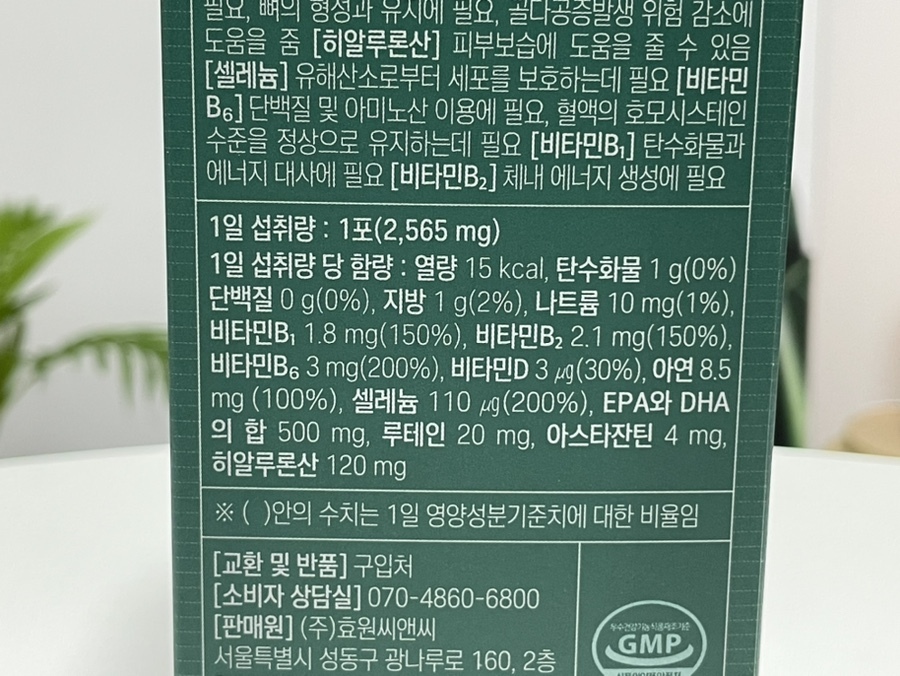 필요, 뼈의 형성과 유지에 필요, 골다공증발생 위험 감소에
도움을 줌 [히알루론산] 피부보습에 도움을 줄 수 있음
[셀레늄] 유해산소로부터 세포를 보호하는데 필요 [비타민
B₆] 단백질 및 아미노산 이용에 필요, 혈액의 호모시스테인
수준을 정상으로 유지하는데 필요 [비타민B₁] 탄수화물과
에너지 대사에 필요 [비타민B₂] 체내 에너지 생성에 필요
1일 섭취량 : 1포(2,565 mg)
1일 섭취량 당 함량 : 열량 15 kcal, 탄수화물 1 g(0%)
단백질 0 g(0%), 지방 1 g(2%), 나트륨 10 mg(1%),
비타민B₁ 1.8 mg(150%), 비타민B₂ 2.1 mg(150%),
비타민B₆ 3 mg(200%), 비타민D 3 ㎍(30%), 아연 8.5
mg (100%), 셀레늄 110 ㎍(200%), EPA와 DHA
의 합 500 mg, 루테인 20 mg, 아스타잔틴 4 mg,
히알루론산 120 mg
※ ( )안의 수치는 1일 영양성분기준치에 대한 비율임
[교환 및 반품] 구입처
[소비자 상담실] 070-4860-6800
[판매원] (주)효원씨앤씨
서울특별시 성동구 광나루로 160, 2층
우수건강기능식품제조기준
GMP